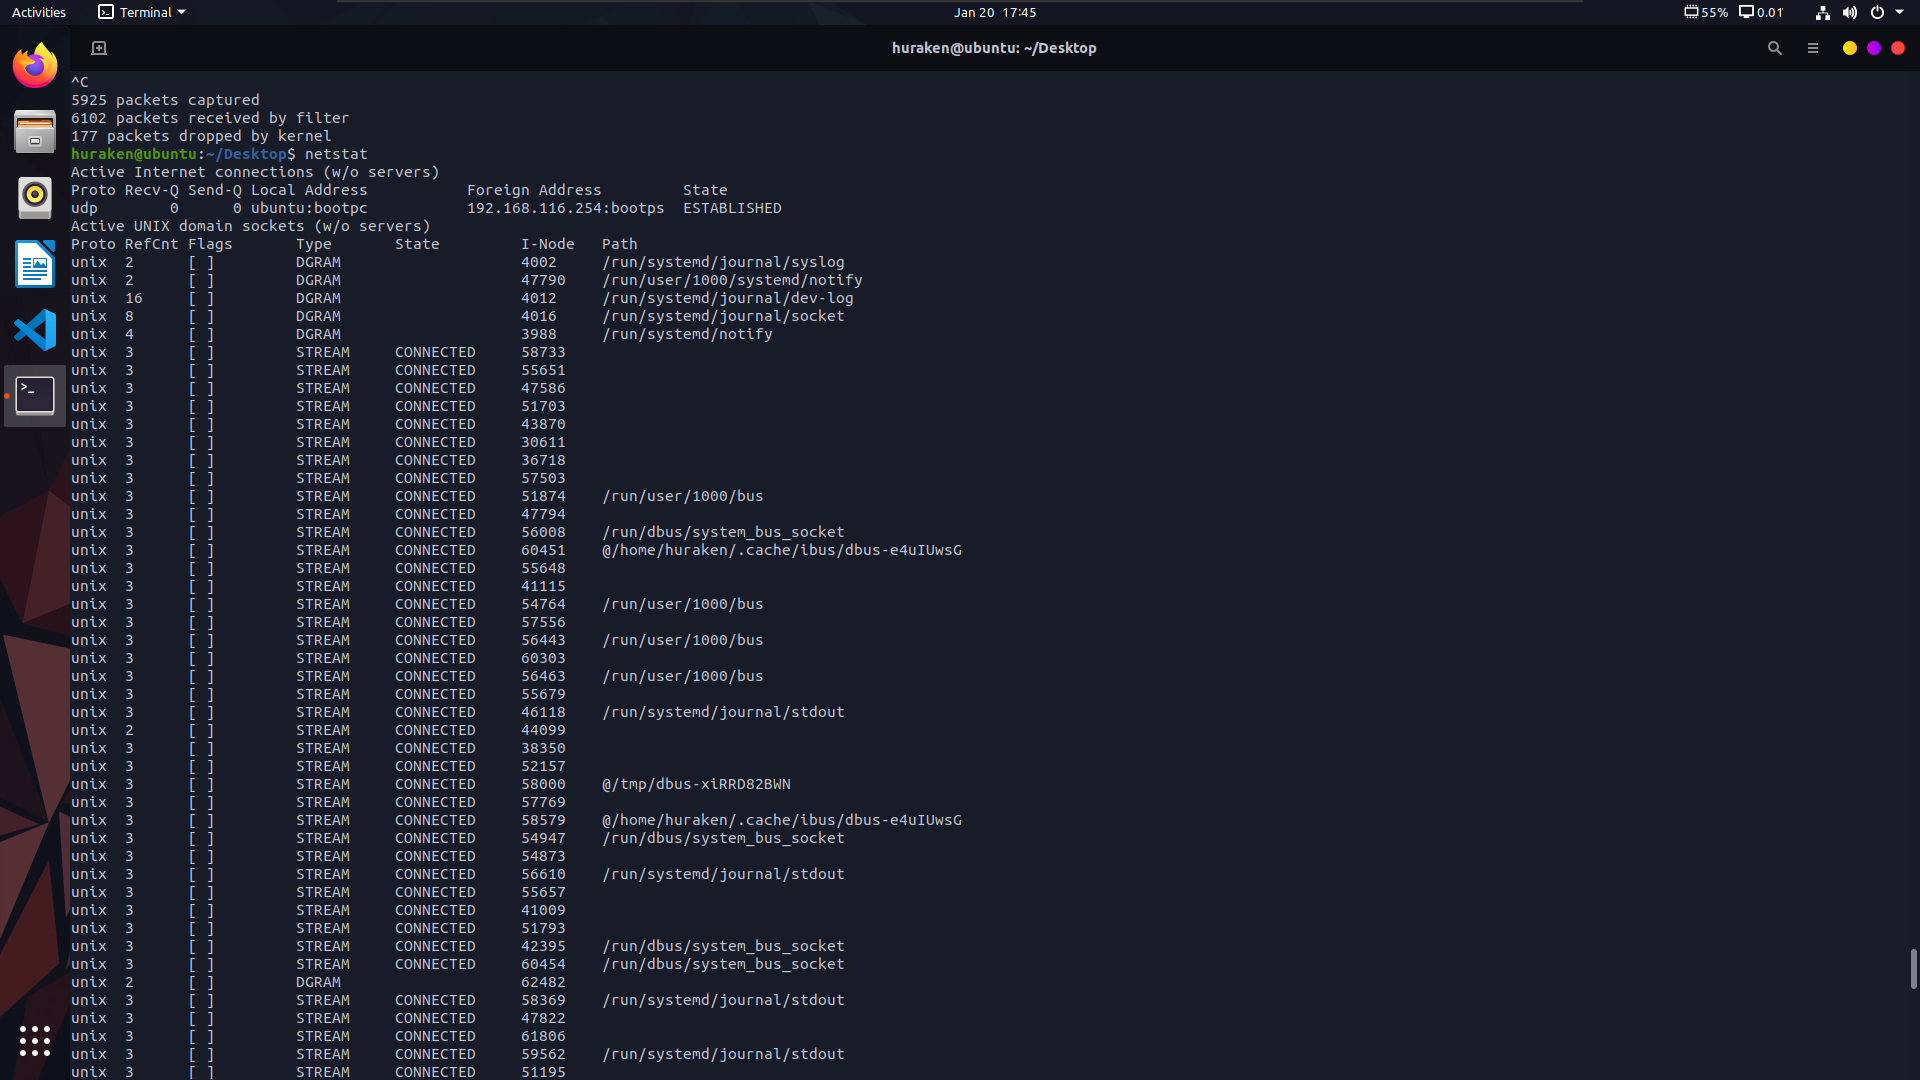 Activities Terminal Jan 20 17:45 55% 0.01
huraken@ubuntu: ~/Desktop
^C
5925 packets captured
6102 packets received by filter
177 packets dropped by kernel
huraken@ubuntu:~/Desktop$ netstat
Active Internet connections (w/o servers)
Proto Recv-Q Send-Q Local Address Foreign Address State
udp 0 0 ubuntu:bootpc 192.168.116.254:bootps ESTABLISHED
Active UNIX domain sockets (w/o servers)
Proto RefCnt Flags Type State I-Node Path
unix 2 [ ] DGRAM 4002 /run/systemd/journal/syslog
unix 2 [ ] DGRAM 47790 /run/user/1000/systemd/notify
unix 16 [ ] DGRAM 4012 /run/systemd/journal/dev-log
unix 8 [ ] DGRAM 4016 /run/systemd/journal/socket
unix 4 [ ] DGRAM 3988 /run/systemd/notify
unix 3 [ ] STREAM CONNECTED 58733
unix 3 [ ] STREAM CONNECTED 55651
unix 3 [ ] STREAM CONNECTED 47586
unix 3 [ ] STREAM CONNECTED 51703
unix 3 [ ] STREAM CONNECTED 43870
unix 3 [ ] STREAM CONNECTED 30611
unix 3 [ ] STREAM CONNECTED 36718
unix 3 [ ] STREAM CONNECTED 57503
unix 3 [ ] STREAM CONNECTED 51874 /run/user/1000/bus
unix 3 [ ] STREAM CONNECTED 47794
unix 3 [ ] STREAM CONNECTED 56008 /run/dbus/system_bus_socket
unix 3 [ ] STREAM CONNECTED 60451 @/home/huraken/.cache/ibus/dbus-e4uIUwsG
unix 3 [ ] STREAM CONNECTED 55648
unix 3 [ ] STREAM CONNECTED 41115
unix 3 [ ] STREAM CONNECTED 54764 /run/user/1000/bus
unix 3 [ ] STREAM CONNECTED 57556
unix 3 [ ] STREAM CONNECTED 56443 /run/user/1000/bus
unix 3 [ ] STREAM CONNECTED 60303
unix 3 [ ] STREAM CONNECTED 56463 /run/user/1000/bus
unix 3 [ ] STREAM CONNECTED 55679
unix 3 [ ] STREAM CONNECTED 46118 /run/systemd/journal/stdout
unix 2 [ ] STREAM CONNECTED 44099
unix 3 [ ] STREAM CONNECTED 38350
unix 3 [ ] STREAM CONNECTED 52157
unix 3 [ ] STREAM CONNECTED 58000 @/tmp/dbus-xiRRD82BWN
unix 3 [ ] STREAM CONNECTED 57769
unix 3 [ ] STREAM CONNECTED 58579 @/home/huraken/.cache/ibus/dbus-e4uIUwsG
unix 3 [ ] STREAM CONNECTED 54947 /run/dbus/system_bus_socket
unix 3 [ ] STREAM CONNECTED 54873
unix 3 [ ] STREAM CONNECTED 56610 /run/systemd/journal/stdout
unix 3 [ ] STREAM CONNECTED 55657
unix 3 [ ] STREAM CONNECTED 41009
unix 3 [ ] STREAM CONNECTED 51793
unix 3 [ ] STREAM CONNECTED 42395 /run/dbus/system_bus_socket
unix 3 [ ] STREAM CONNECTED 60454 /run/dbus/system_bus_socket
unix 2 [ ] DGRAM 62482
unix 3 [ ] STREAM CONNECTED 58369 /run/systemd/journal/stdout
unix 3 [ ] STREAM CONNECTED 47822
unix 3 [ ] STREAM CONNECTED 61806
unix 3 [ ] STREAM CONNECTED 59562 /run/systemd/journal/stdout
unix 3 [ ] STREAM CONNECTED 51195